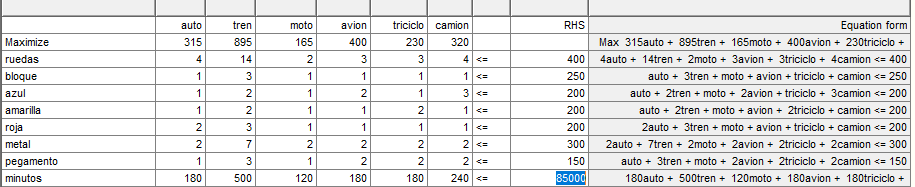 auto tren moto avion triciclo camion RHS Equation form
Maximize 315 895 165 400 230 320 Max 315auto + 895tren + 165moto + 400avion + 230triciclo +
ruedas 4 14 2 3 3 4 <= 400 4auto + 14tren + 2moto + 3avion + 3triciclo + 4camion <= 400
bloque 1 3 1 1 1 1 <= 250 auto + 3tren + moto + avion + triciclo + camion <= 250
azul 1 2 1 2 1 3 <= 200 auto + 2tren + moto + 2avion + triciclo + 3camion <= 200
amarilla 1 2 1 1 2 1 <= 200 auto + 2tren + moto + avion + 2triciclo + camion <= 200
roja 2 3 1 1 1 1 <= 200 2auto + 3tren + moto + avion + triciclo + camion <= 200
metal 2 7 2 2 2 2 <= 300 2auto + 7tren + 2moto + 2avion + 2triciclo + 2camion <= 300
pegamento 1 3 1 2 2 2 <= 150 auto + 3tren + moto + 2avion + 2triciclo + 2camion <= 150
minutos 180 500 120 180 180 240 <= 85000 180auto + 500tren + 120moto + 180avion + 180triciclo +